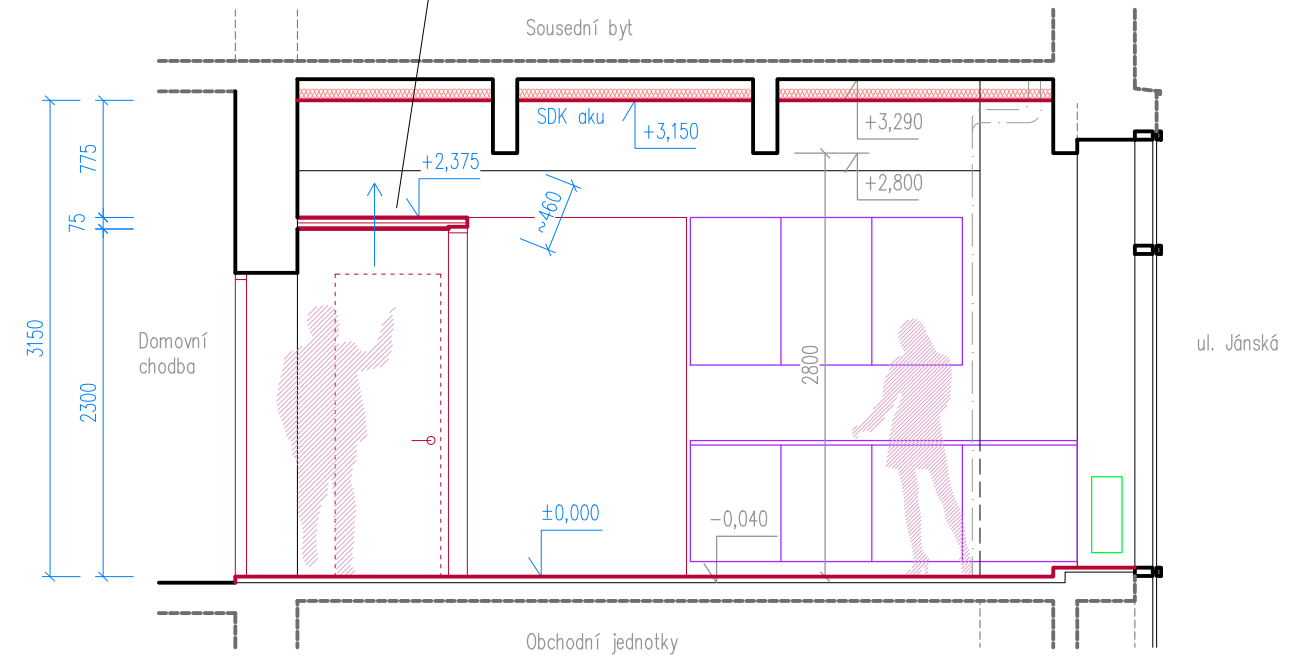 Sousední byt
SDK aku
+3,150
+3,290
+2,375
+2,800
775
75
~460
3150
2300
Domovní
chodba
2800
ul. Jánská
±0,000
-0,040
Obchodní jednotky